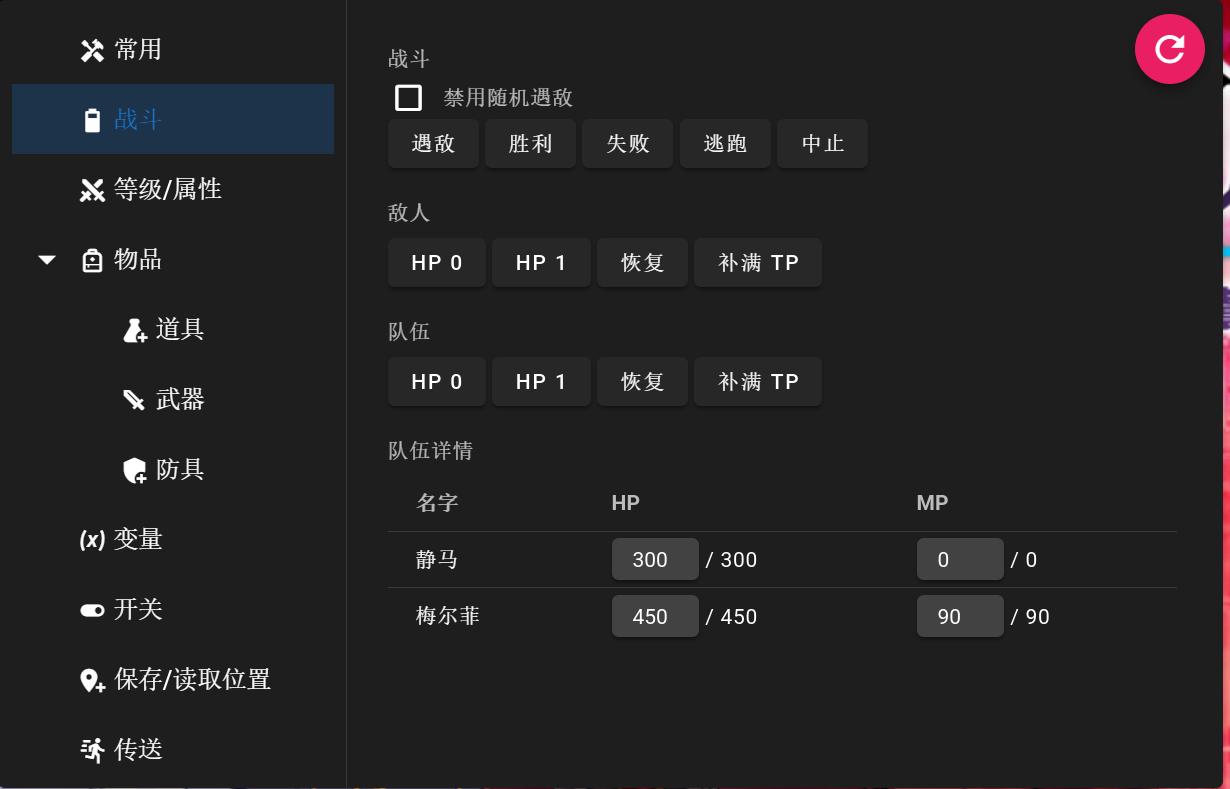 常用
战斗
等级/属性
物品
道具
武器
防具
(x) 变量
开关
保存/读取位置
传送
战斗
禁用随机遇敌
遇敌 胜利 失败 逃跑 中止
敌人
HP 0 HP 1 恢复 补满 TP
队伍
HP 0 HP 1 恢复 补满 TP
队伍详情
名字 HP MP
静马 300 / 300 0 / 0
梅尔菲 450 / 450 90 / 90